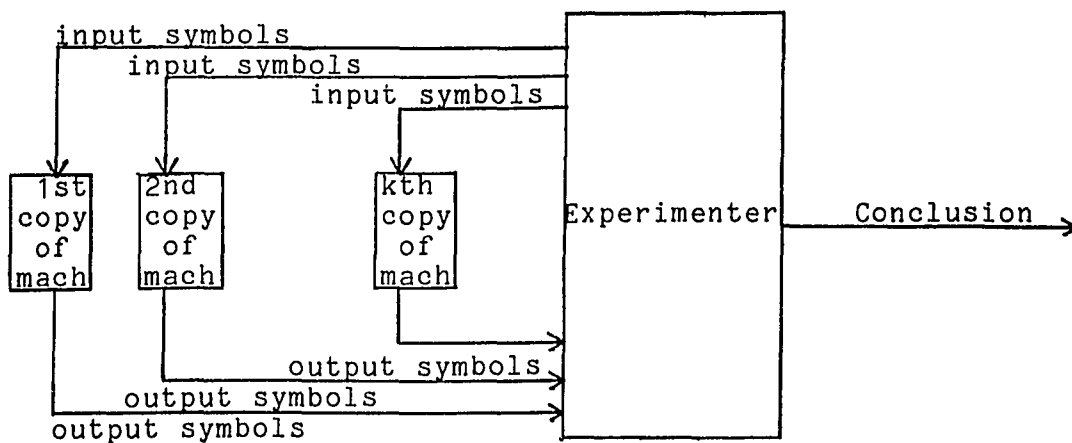 input symbols
input symbols
input symbols
1st
copy
of
mach
2nd
copy
of
mach
kth
copy
of
mach
Experimenter
Conclusion
output symbols
output symbols
output symbols